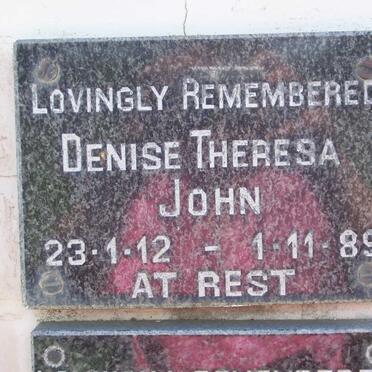 LOVINGLY REMEMBERED
DENISE THERESA
JOHN
23·1·12 - 1·11·89
AT REST